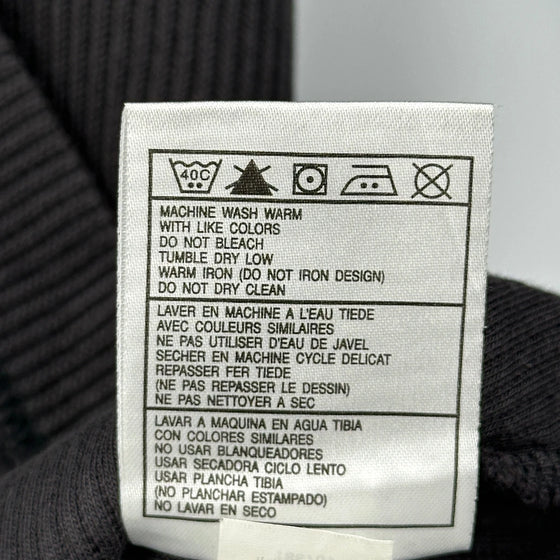 40C
MACHINE WASH WARM
WITH LIKE COLORS
DO NOT BLEACH
TUMBLE DRY LOW
WARM IRON (DO NOT IRON DESIGN)
DO NOT DRY CLEAN
LAVER EN MACHINE A L'EAU TIEDE
AVEC COULEURS SIMILAIRES
NE PAS UTILISER D'EAU DE JAVEL
SECHER EN MACHINE CYCLE DELICAT
REPASSER FER TIEDE
(NE PAS REPASSER LE DESSIN)
NE PAS NETTOYER A SEC
LAVAR A MAQUINA EN AGUA TIBIA
CON COLORES SIMILARES
NO USAR BLANQUEADORES
USAR SECADORA CICLO LENTO
USAR PLANCHA TIBIA
(NO PLANCHAR ESTAMPADO)
NO LAVAR EN SECO